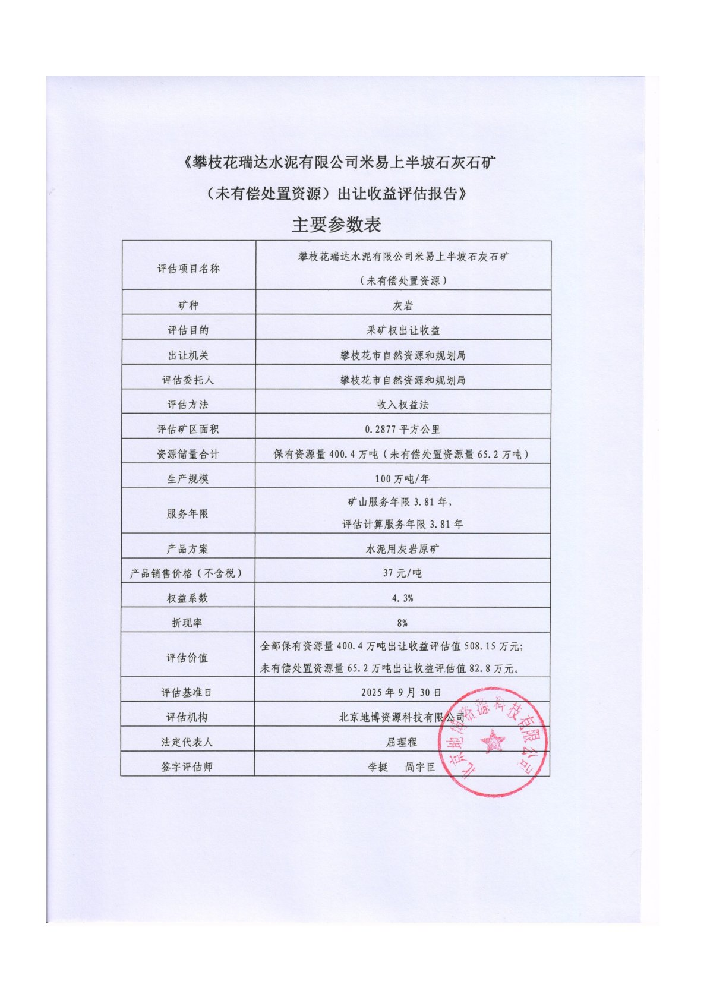 《攀枝花瑞达水泥有限公司米易上半坡石灰石矿
（未有偿处置资源）出让收益评估报告》
主要参数表
评估项目名称
攀枝花瑞达水泥有限公司米易上半坡石灰石矿
（未有偿处置资源）
矿种 灰岩
评估目的 采矿权出让收益
出让机关 攀枝花市自然资源和规划局
评估委托人 攀枝花市自然资源和规划局
评估方法 收入权益法
评估矿区面积 0.2877 平方公里
资源储量合计 保有资源量 400.4 万吨（未有偿处置资源量 65.2 万吨）
生产规模 100 万吨/年
服务年限
矿山服务年限 3.81 年，
评估计算服务年限 3.81 年
产品方案 水泥用灰岩原矿
产品销售价格（不含税） 37 元/吨
权益系数 4.3%
折现率 8%
评估价值
全部保有资源量 400.4 万吨出让收益评估值 508.15 万元；
未有偿处置资源量 65.2 万吨出让收益评估值 82.8 万元。
评估基准日 2025 年 9 月 30 日
评估机构 北京地博资源科技有限公司
法定代表人 屈理程
签字评估师 李挺 咼宇臣
北京地博资源科技有限公司